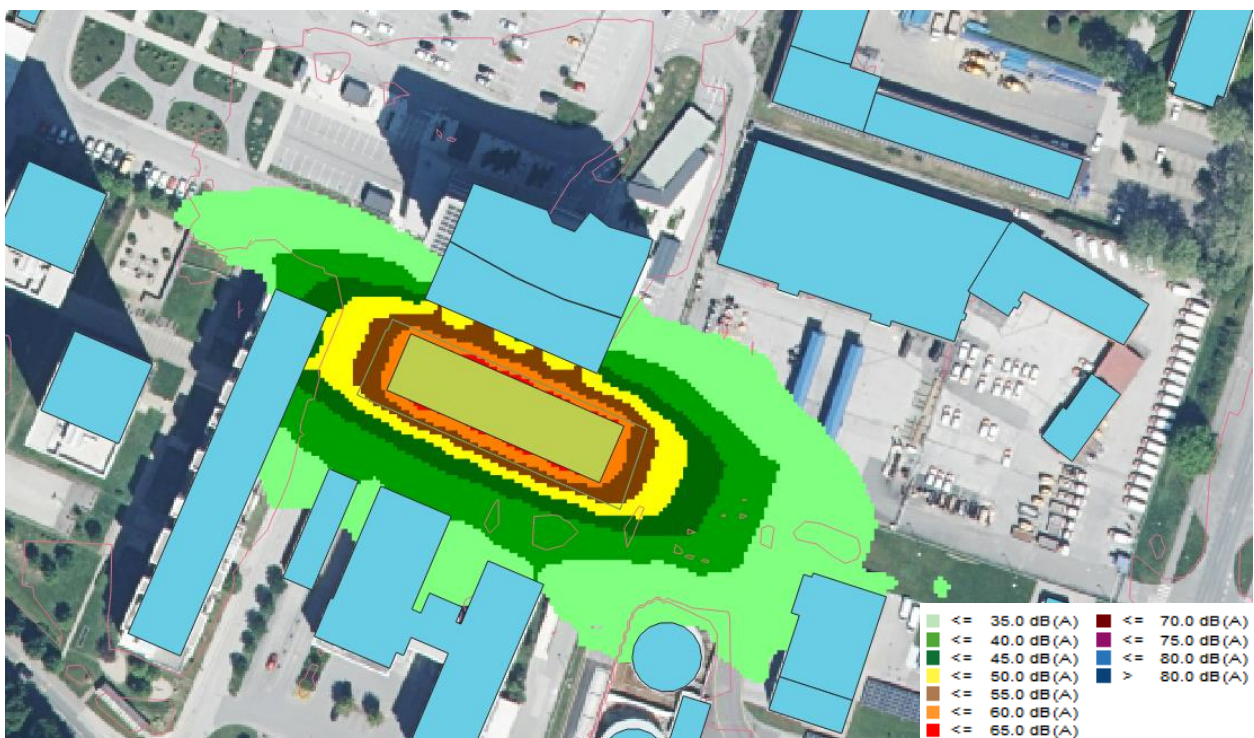 <= 35.0 dB(A) <= 70.0 dB(A)
<= 40.0 dB(A) <= 75.0 dB(A)
<= 45.0 dB(A) <= 80.0 dB(A)
<= 50.0 dB(A) > 80.0 dB(A)
<= 55.0 dB(A)
<= 60.0 dB(A)
<= 65.0 dB(A)